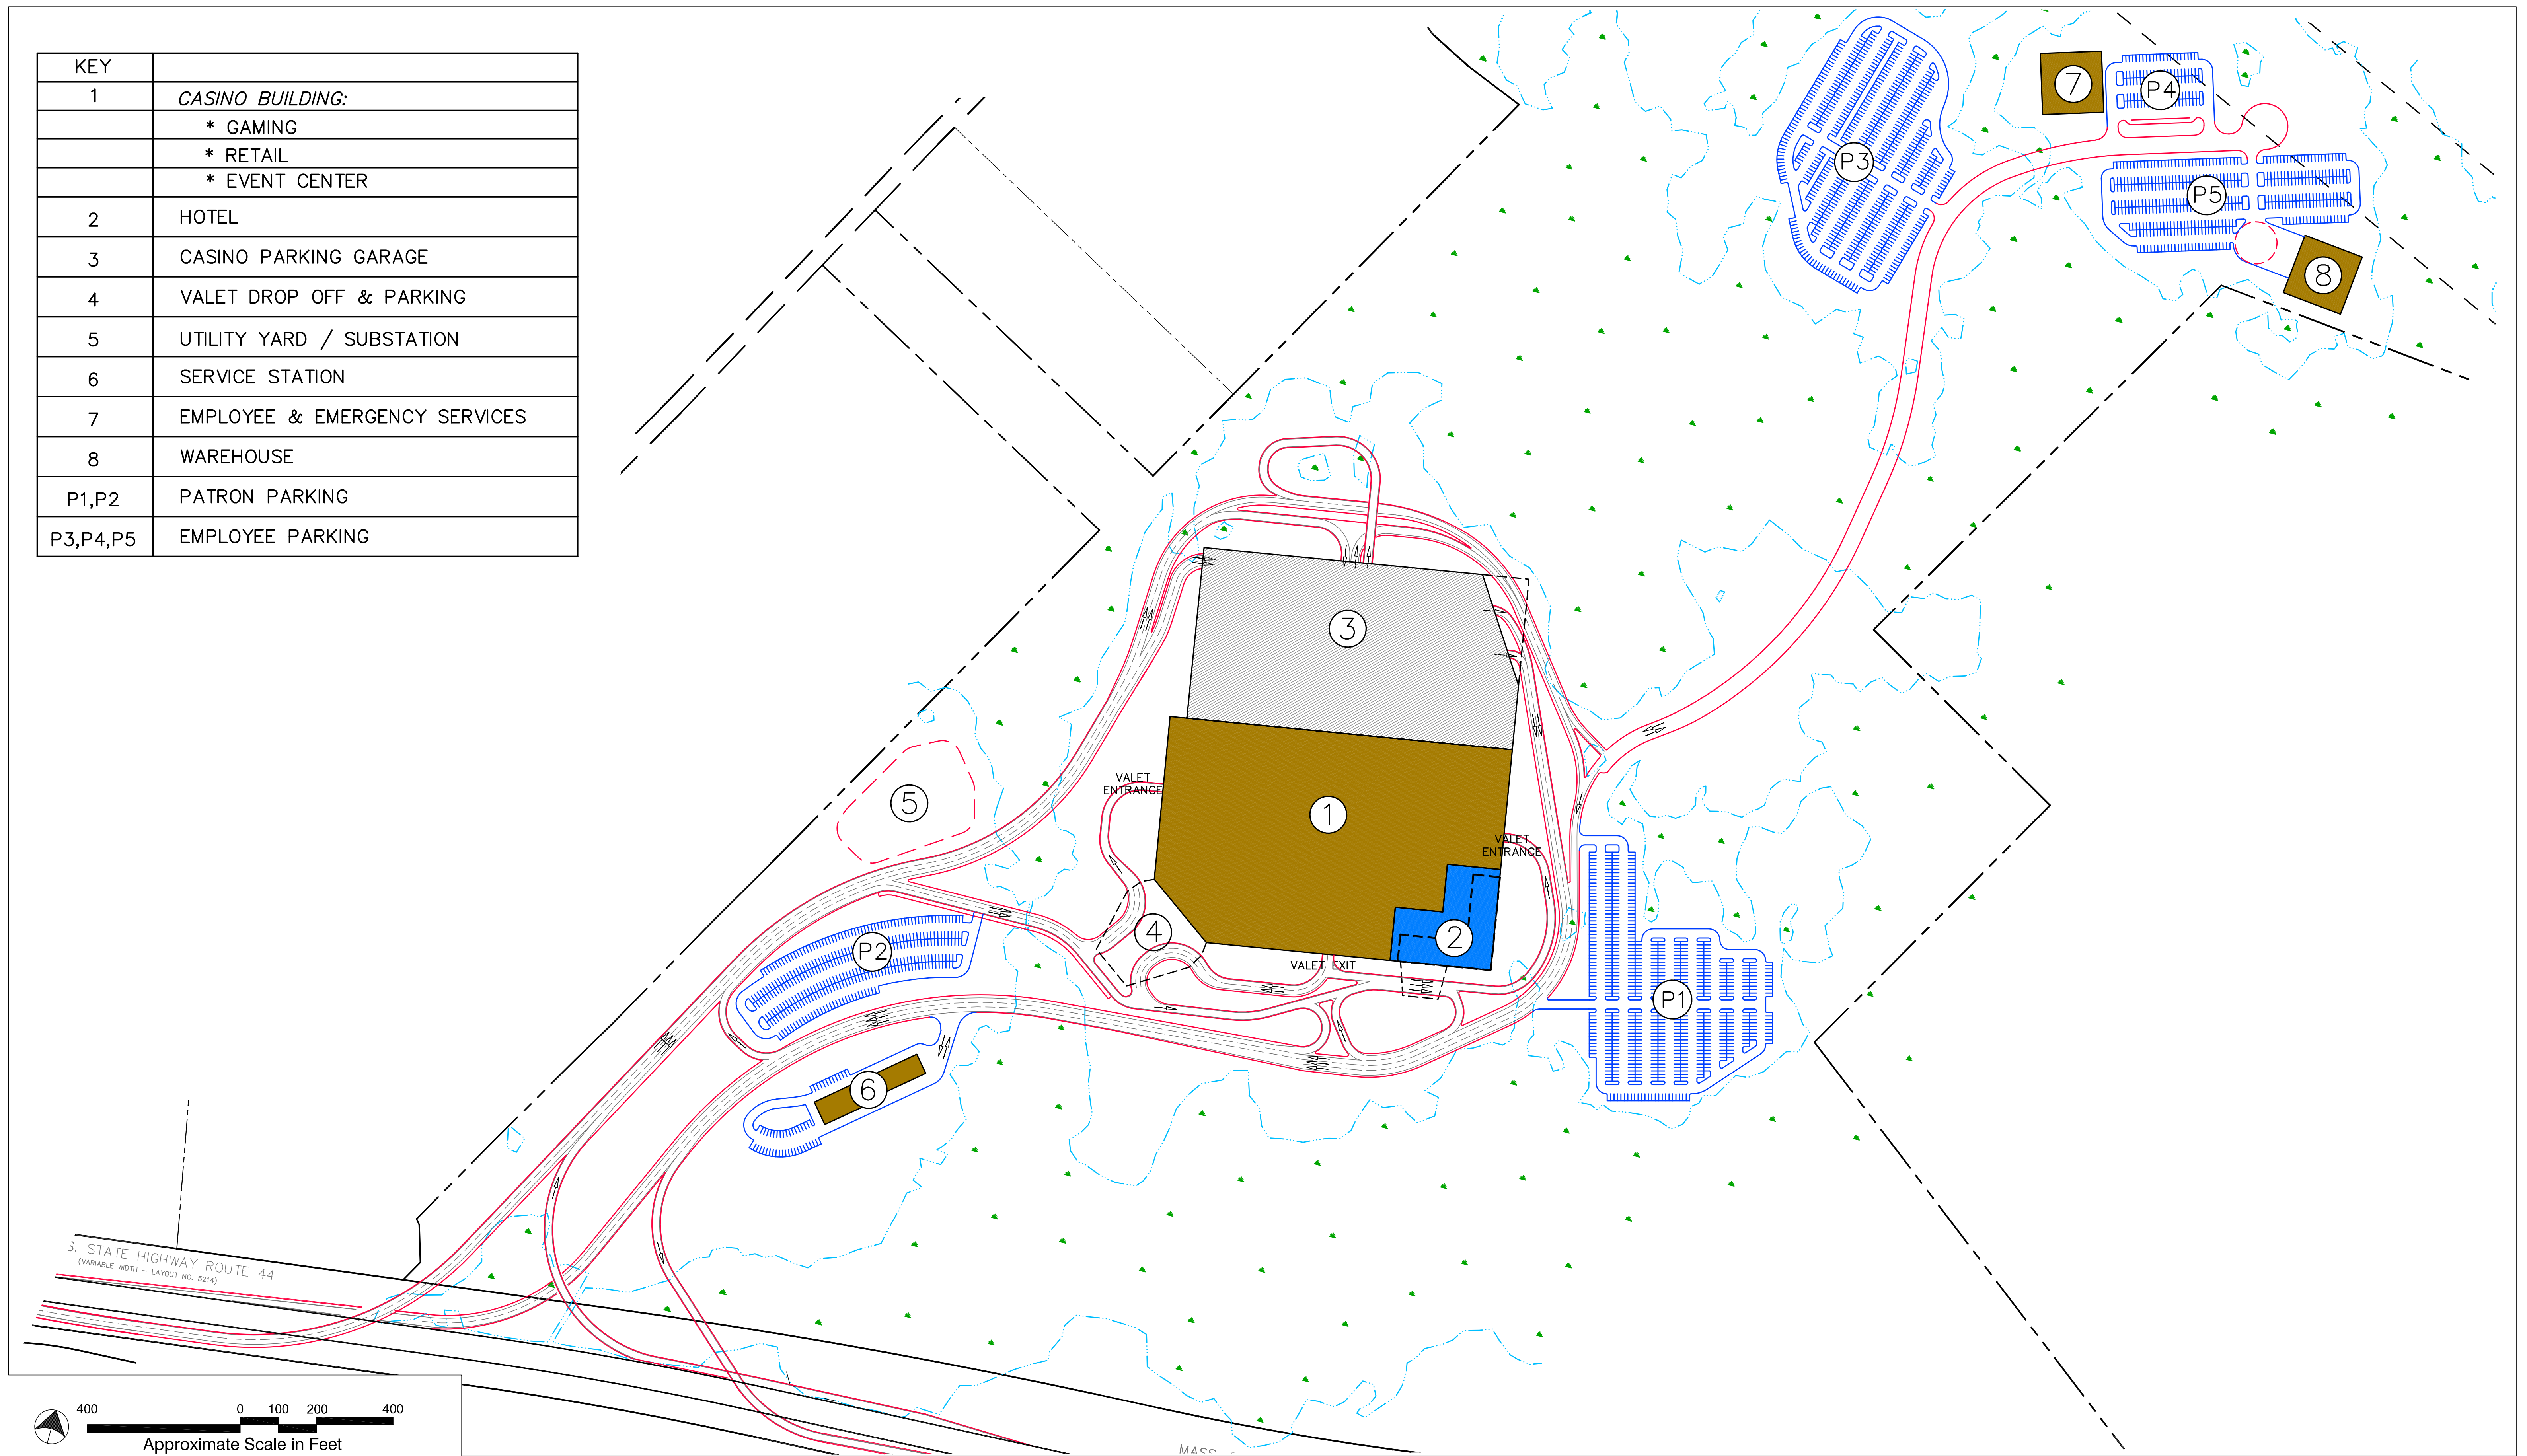 KEY
1 CASINO BUILDING:
* GAMING
* RETAIL
* EVENT CENTER
2 HOTEL
3 CASINO PARKING GARAGE
4 VALET DROP OFF & PARKING
5 UTILITY YARD / SUBSTATION
6 SERVICE STATION
7 EMPLOYEE & EMERGENCY SERVICES
8 WAREHOUSE
P1,P2 PATRON PARKING
P3,P4,P5 EMPLOYEE PARKING
7
P4
P3
P5
8
3
VALET
ENTRANCE
5
1
VALET
ENTRANCE
4
2
P2
VALET EXIT
P1
6
S. STATE HIGHWAY ROUTE 44
(VARIABLE WIDTH – LAYOUT NO. 5214)
400 0 100 200 400
Approximate Scale in Feet
MASS